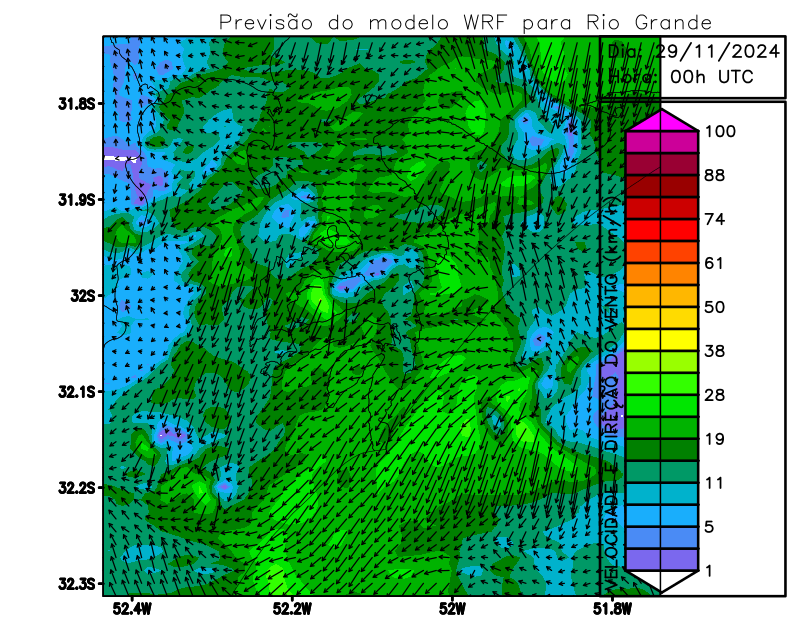 Previsão do modelo WRF para Rio Grande
Dia: 29/11/2024
Hora: 00h UTC
31.8S
31.9S
32S
32.1S
32.2S
32.3S
52.4W
52.2W
52W
51.8W
VELOCIDADE E DIREÇÃO DO VENTO (km/h)
100
88
74
61
50
38
28
19
11
5
1